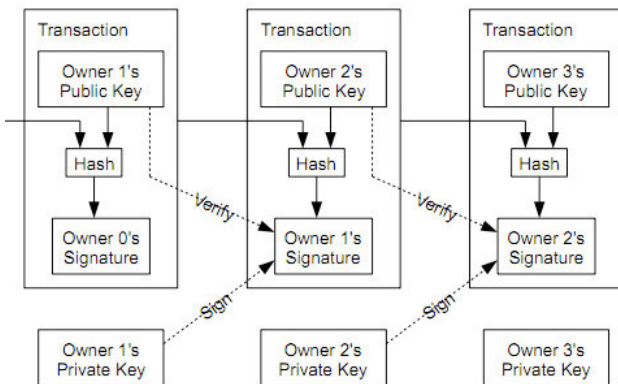 Transaction
Owner 1's
Public Key
Hash
Owner 0's
Signature
Transaction
Owner 2's
Public Key
Hash
Owner 1's
Signature
Transaction
Owner 3's
Public Key
Hash
Owner 2's
Signature
Verify
Verify
Sign
Sign
Owner 1's
Private Key
Owner 2's
Private Key
Owner 3's
Private Key